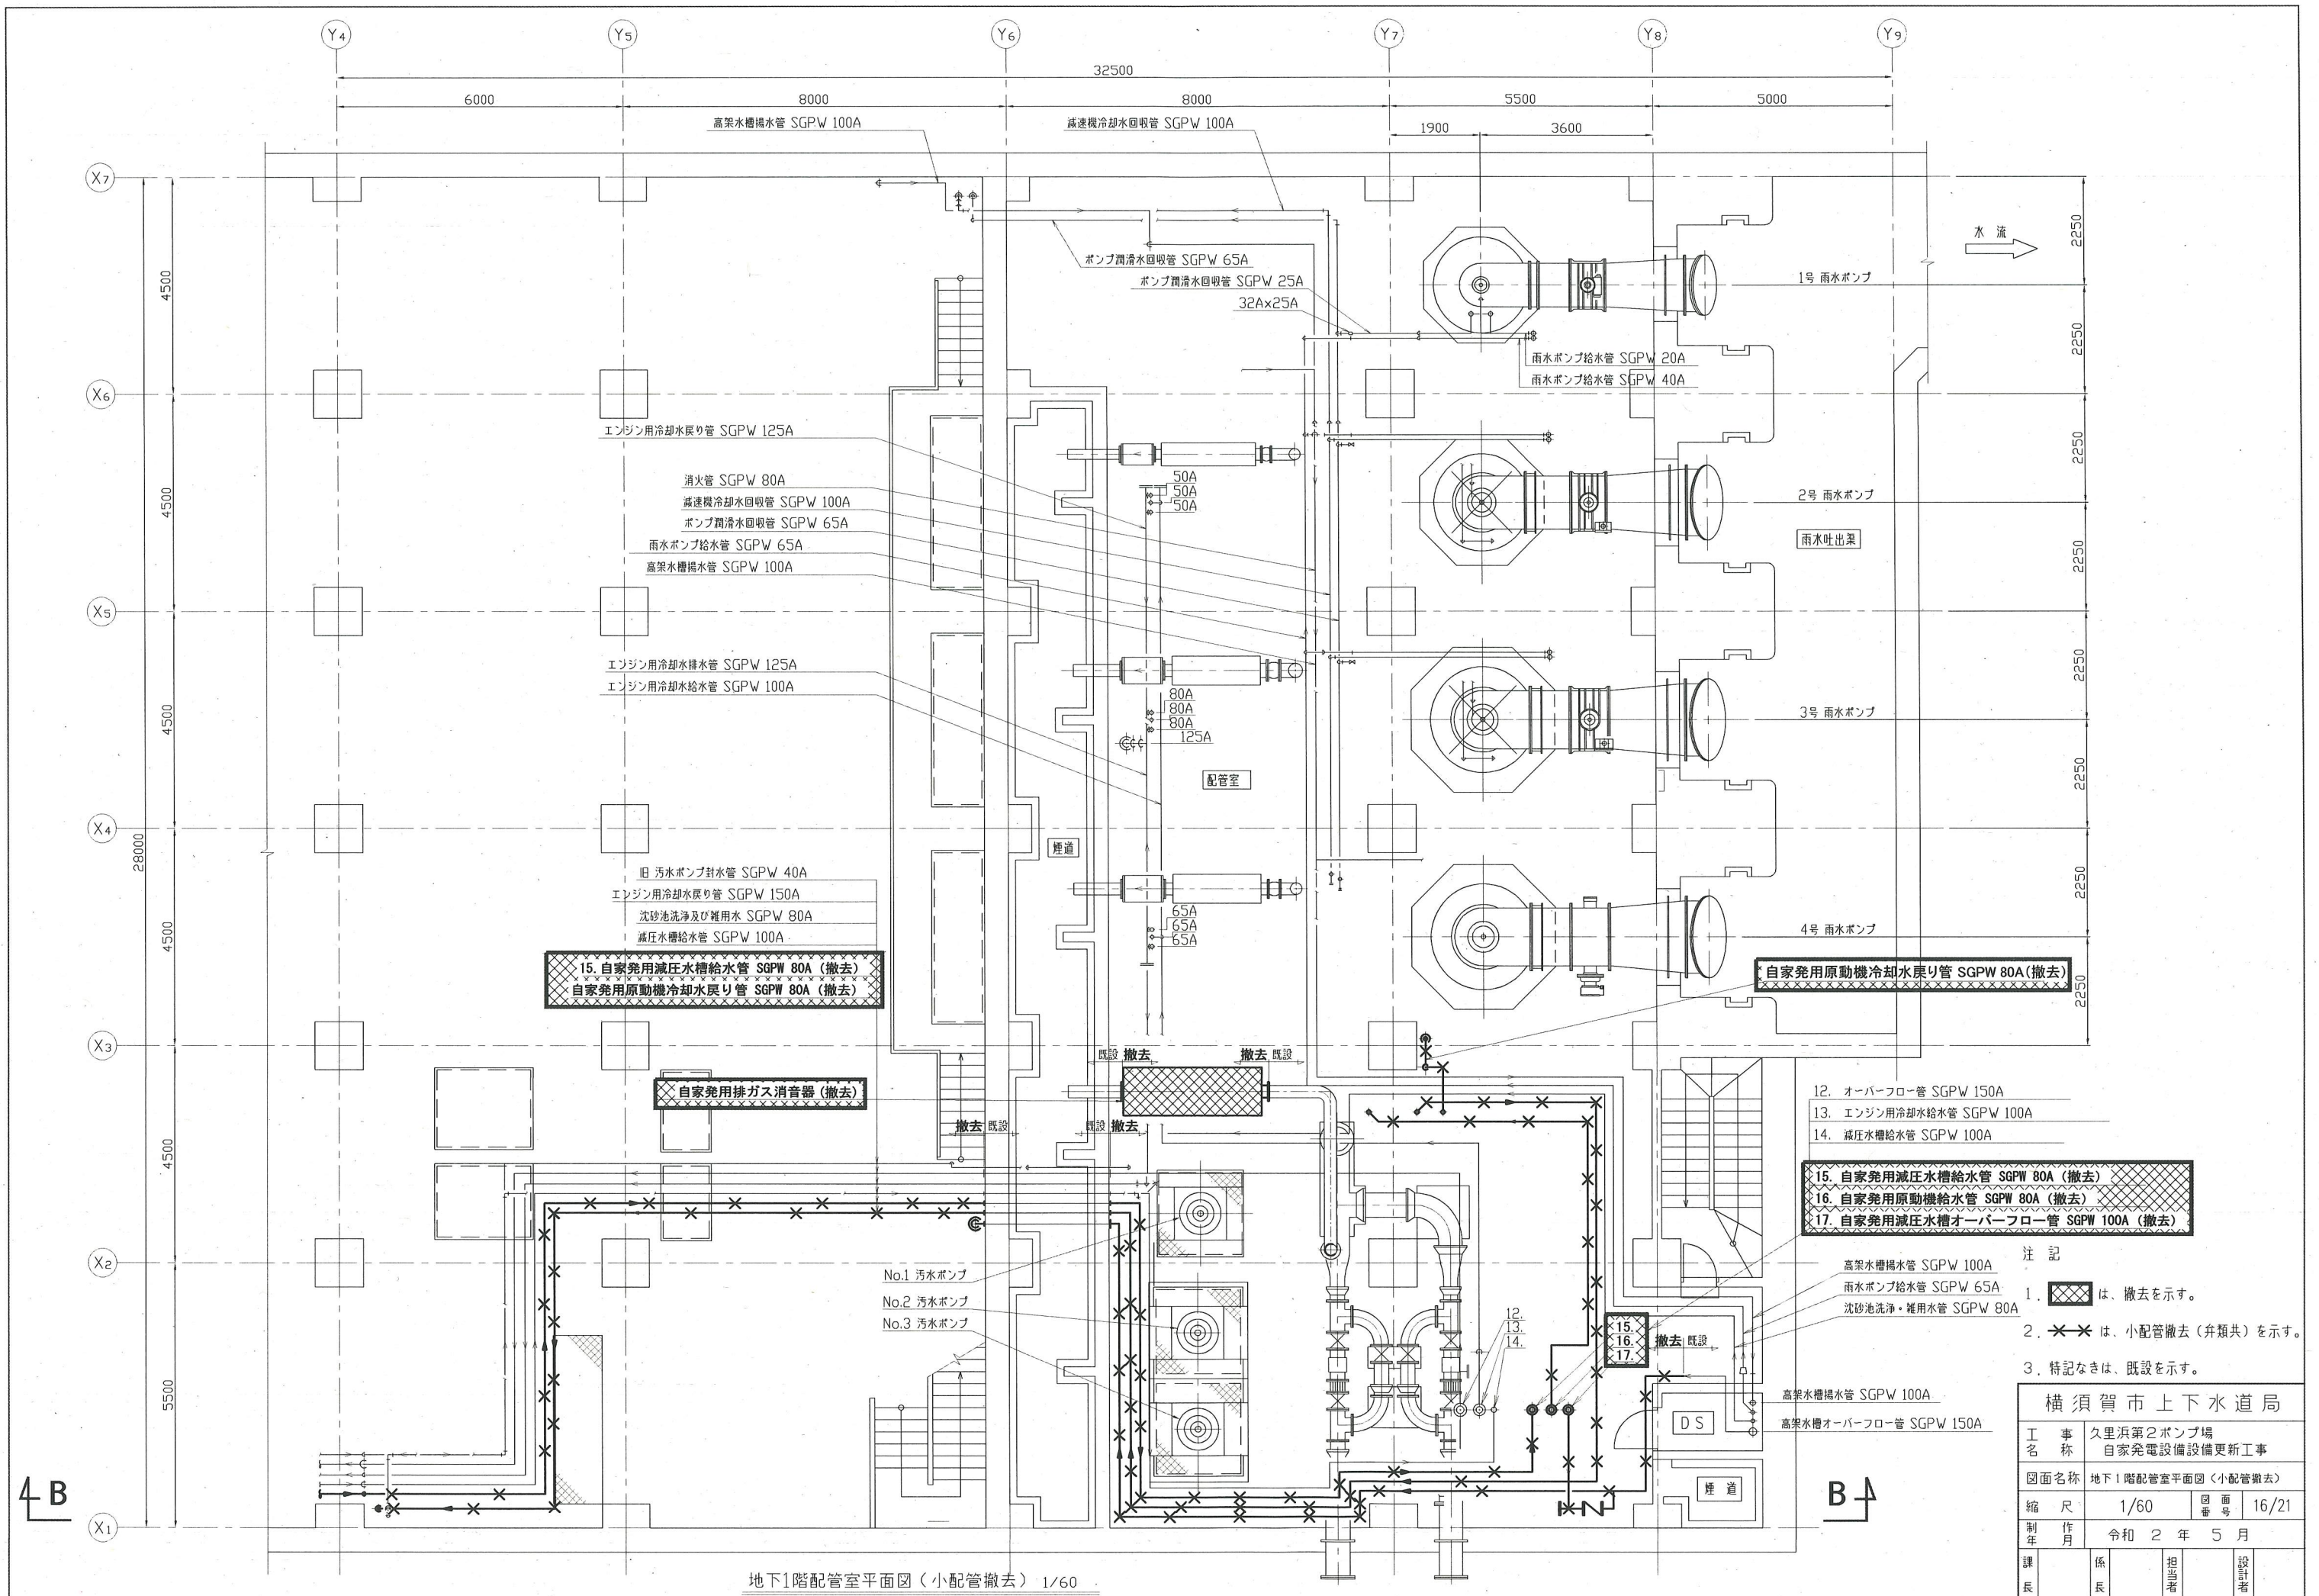 Y4
Y5
Y6
Y7
Y8
Y9
32500
6000
8000
8000
5500
5000
1900
3600
高架水槽揚水管 SGPW 100A
減速機冷却水回収管 SGPW 100A
X7
X6
X5
X4
X3
X2
X1
28000
4500
4500
4500
4500
4500
5500
2250
2250
2250
2250
2250
2250
2250
2250
水 流
ポンプ潤滑水回収管 SGPW 65A
ポンプ潤滑水回収管 SGPW 25A
32A×25A
1号 雨水ポンプ
雨水ポンプ給水管 SGPW 20A
雨水ポンプ給水管 SGPW 40A
エンジン用冷却水戻り管 SGPW 125A
消火管 SGPW 80A
減速機冷却水回収管 SGPW 100A
ポンプ潤滑水回収管 SGPW 65A
雨水ポンプ給水管 SGPW 65A
高架水槽揚水管 SGPW 100A
50A
50A
50A
2号 雨水ポンプ
雨水吐出渠
エンジン用冷却水排水管 SGPW 125A
エンジン用冷却水給水管 SGPW 100A
80A
80A
80A
125A
3号 雨水ポンプ
配管室
煙道
旧 汚水ポンプ封水管 SGPW 40A
エンジン用冷却水戻り管 SGPW 150A
沈砂池洗浄及び雑用水 SGPW 80A
減圧水槽給水管 SGPW 100A
15. 自家発用減圧水槽給水管 SGPW 80A (撤去)
自家発用原動機冷却水戻り管 SGPW 80A (撤去)
65A
65A
65A
4号 雨水ポンプ
自家発用原動機冷却水戻り管 SGPW 80A(撤去)
既設 撤去
撤去 既設
自家発用排ガス消音器 (撤去)
撤去 既設
既設 撤去
12. オーバーフロー管 SGPW 150A
13. エンジン用冷却水給水管 SGPW 100A
14. 減圧水槽給水管 SGPW 100A
15. 自家発用減圧水槽給水管 SGPW 80A (撤去)
16. 自家発用原動機給水管 SGPW 80A (撤去)
17. 自家発用減圧水槽オーバーフロー管 SGPW 100A (撤去)
No.1 汚水ポンプ
No.2 汚水ポンプ
No.3 汚水ポンプ
12.
13.
14.
15.
16.
17.
撤去 既設
高架水槽揚水管 SGPW 100A
雨水ポンプ給水管 SGPW 65A
沈砂池洗浄・雑用水管 SGPW 80A
高架水槽揚水管 SGPW 100A
高架水槽オーバーフロー管 SGPW 150A
DS
煙 道
注 記
1. は、撤去を示す。
2. は、小配管撤去(弁類共)を示す。
3. 特記なきは、既設を示す。
B
B
横須賀市上下水道局
工事名称 久里浜第2ポンプ場
自家発電設備設備更新工事
図面名称 地下1階配管室平面図(小配管撤去)
縮 尺 1/60 図面番号 16/21
制作年月 令和 2 年 5 月
課長 係長 担当者 設計者
地下1階配管室平面図(小配管撤去) 1/60